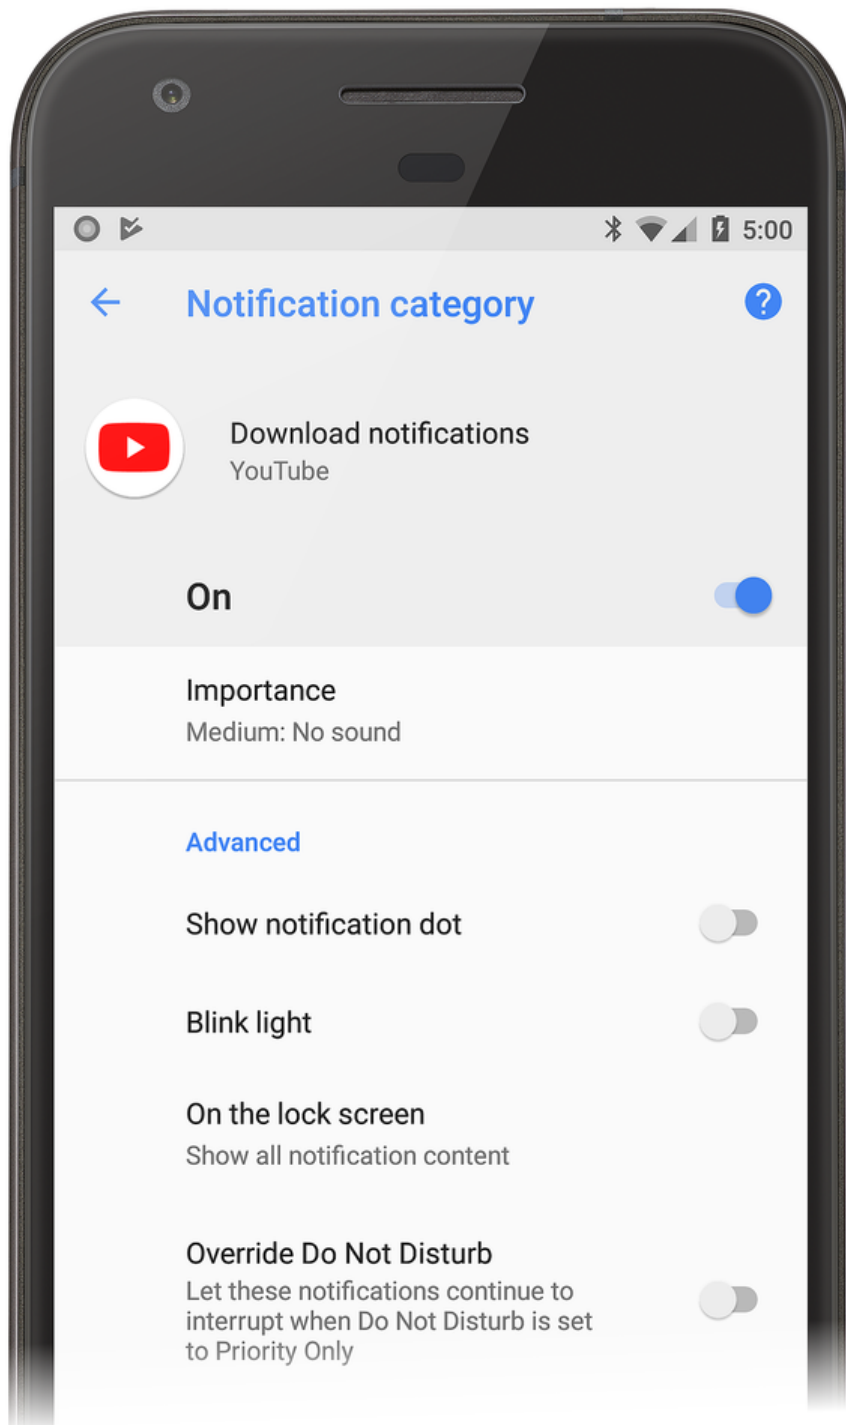 5:00
Notification category
?
Download notifications
YouTube
On
Importance
Medium: No sound
Advanced
Show notification dot
Blink light
On the lock screen
Show all notification content
Override Do Not Disturb
Let these notifications continue to
interrupt when Do Not Disturb is set
to Priority Only